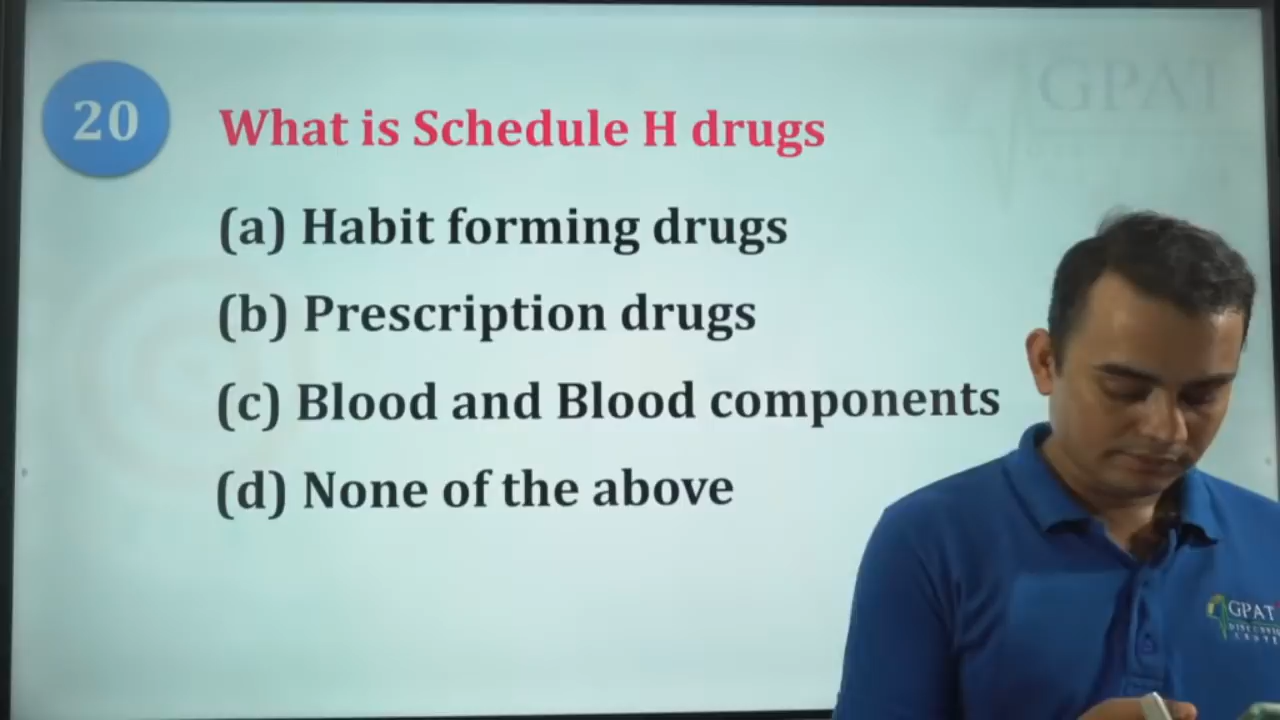 GPAT
20
What is Schedule H drugs
(a) Habit forming drugs
(b) Prescription drugs
(c) Blood and Blood components
(d) None of the above
GPAT